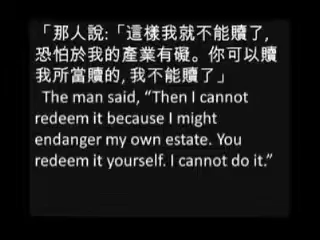 「那人說:「這樣我就不能贖了,
恐怕於我的產業有礙。你可以贖
我所當贖的, 我不能贖了」
The man said, “Then I cannot
redeem it because I might
endanger my own estate. You
redeem it yourself. I cannot do it.”